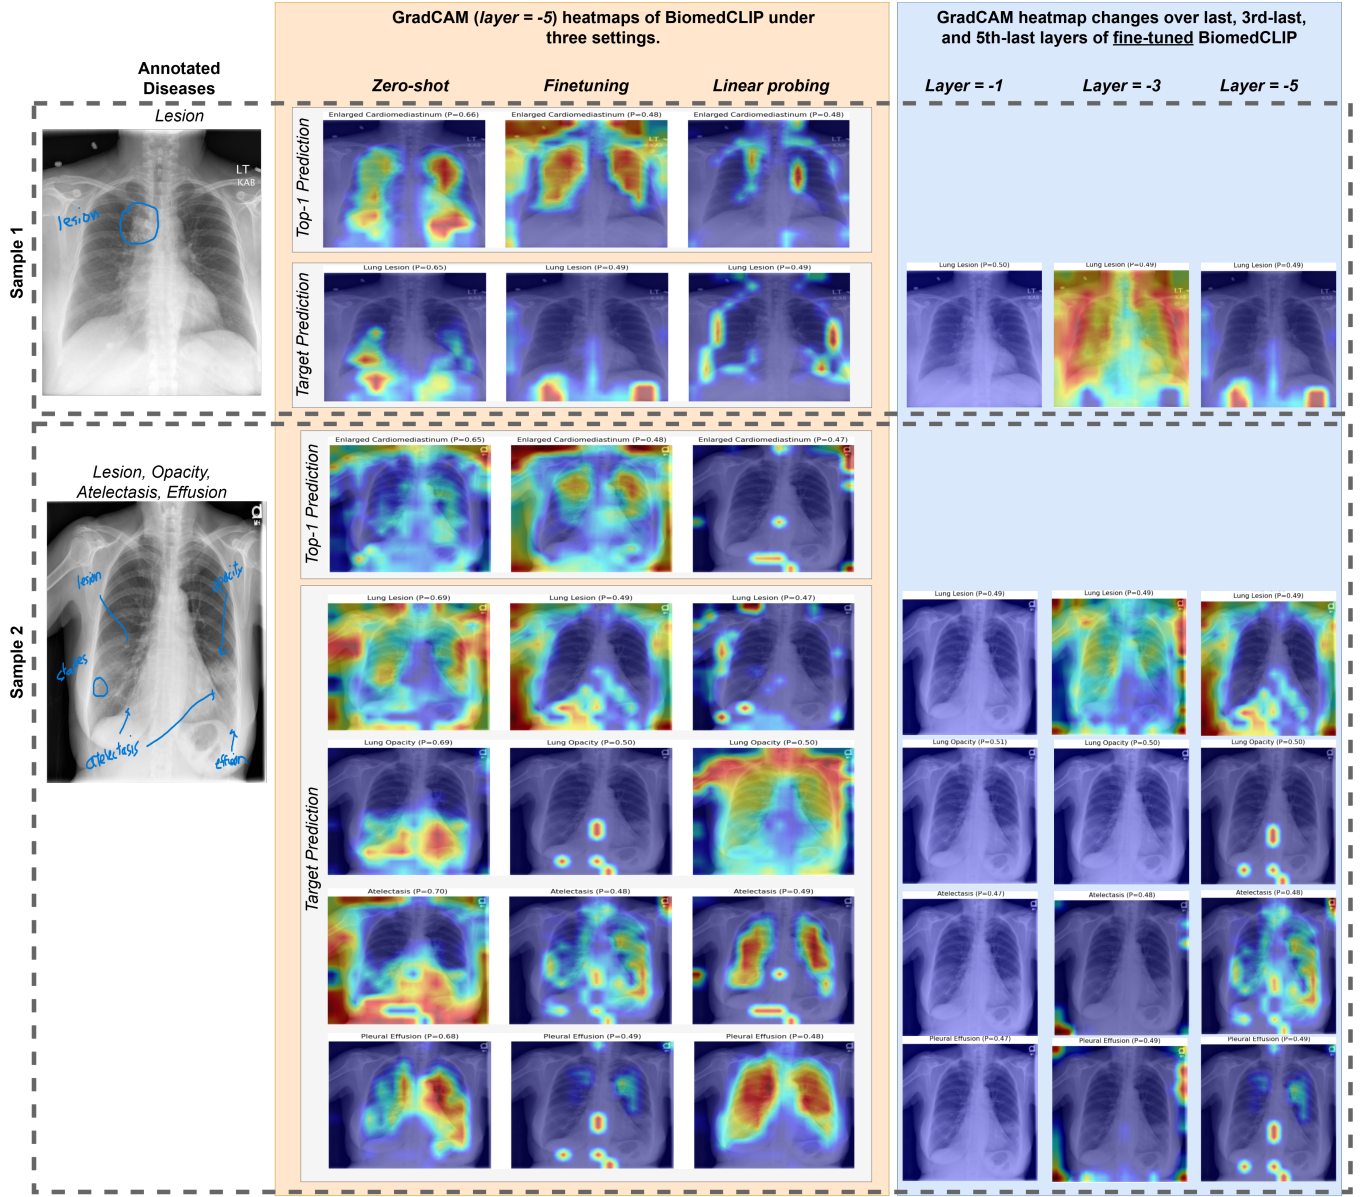 GradCAM (layer = -5) heatmaps of BiomedCLIP under
three settings.
GradCAM heatmap changes over last, 3rd-last,
and 5th-last layers of fine-tuned BiomedCLIP
Annotated
Diseases
Zero-shot
Finetuning
Linear probing
Layer = -1
Layer = -3
Layer = -5
Sample 1
Lesion
LT
KAB
lesion
Top-1 Prediction
Enlarged Cardiomediastinum (P=0.66)
Enlarged Cardiomediastinum (P=0.48)
Enlarged Cardiomediastinum (P=0.48)
Target Prediction
Lung Lesion (P=0.65)
Lung Lesion (P=0.49)
Lung Lesion (P=0.49)
Lung Lesion (P=0.50)
Lung Lesion (P=0.49)
Lung Lesion (P=0.49)
Sample 2
Lesion, Opacity,
Atelectasis, Effusion
lesion
opacity
atelectasis
Top-1 Prediction
Enlarged Cardiomediastinum (P=0.65)
Enlarged Cardiomediastinum (P=0.48)
Enlarged Cardiomediastinum (P=0.47)
Target Prediction
Lung Lesion (P=0.69)
Lung Lesion (P=0.49)
Lung Lesion (P=0.47)
Lung Lesion (P=0.49)
Lung Lesion (P=0.49)
Lung Lesion (P=0.49)
Lung Opacity (P=0.69)
Lung Opacity (P=0.50)
Lung Opacity (P=0.50)
Lung Opacity (P=0.51)
Lung Opacity (P=0.50)
Lung Opacity (P=0.50)
Atelectasis (P=0.70)
Atelectasis (P=0.48)
Atelectasis (P=0.49)
Atelectasis (P=0.47)
Atelectasis (P=0.48)
Atelectasis (P=0.48)
Pleural Effusion (P=0.68)
Pleural Effusion (P=0.49)
Pleural Effusion (P=0.48)
Pleural Effusion (P=0.47)
Pleural Effusion (P=0.49)
Pleural Effusion (P=0.49)